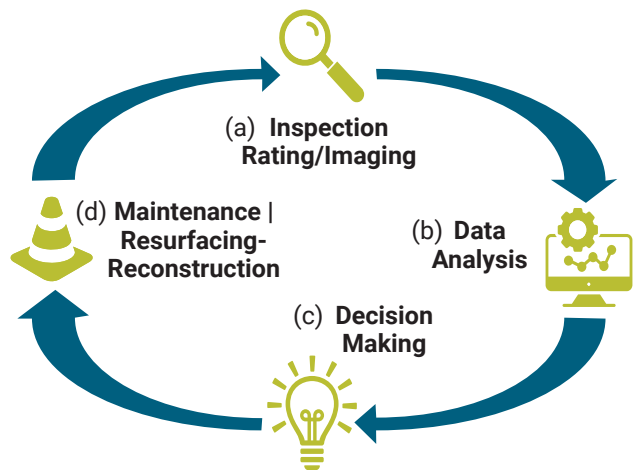 (a) Inspection
Rating/Imaging
(b) Data
Analysis
(c) Decision
Making
(d) Maintenance |
Resurfacing-
Reconstruction